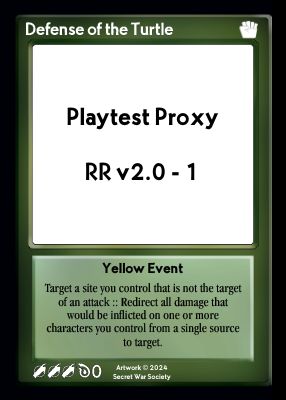 Defense of the Turtle
Playtest Proxy
RR v2.0 - 1
Yellow Event
Target a site you control that is not the target
of an attack :: Redirect all damage that
would be inflicted on one or more
characters you control from a single source
to target.
0
Artwork © 2024
Secret War Society